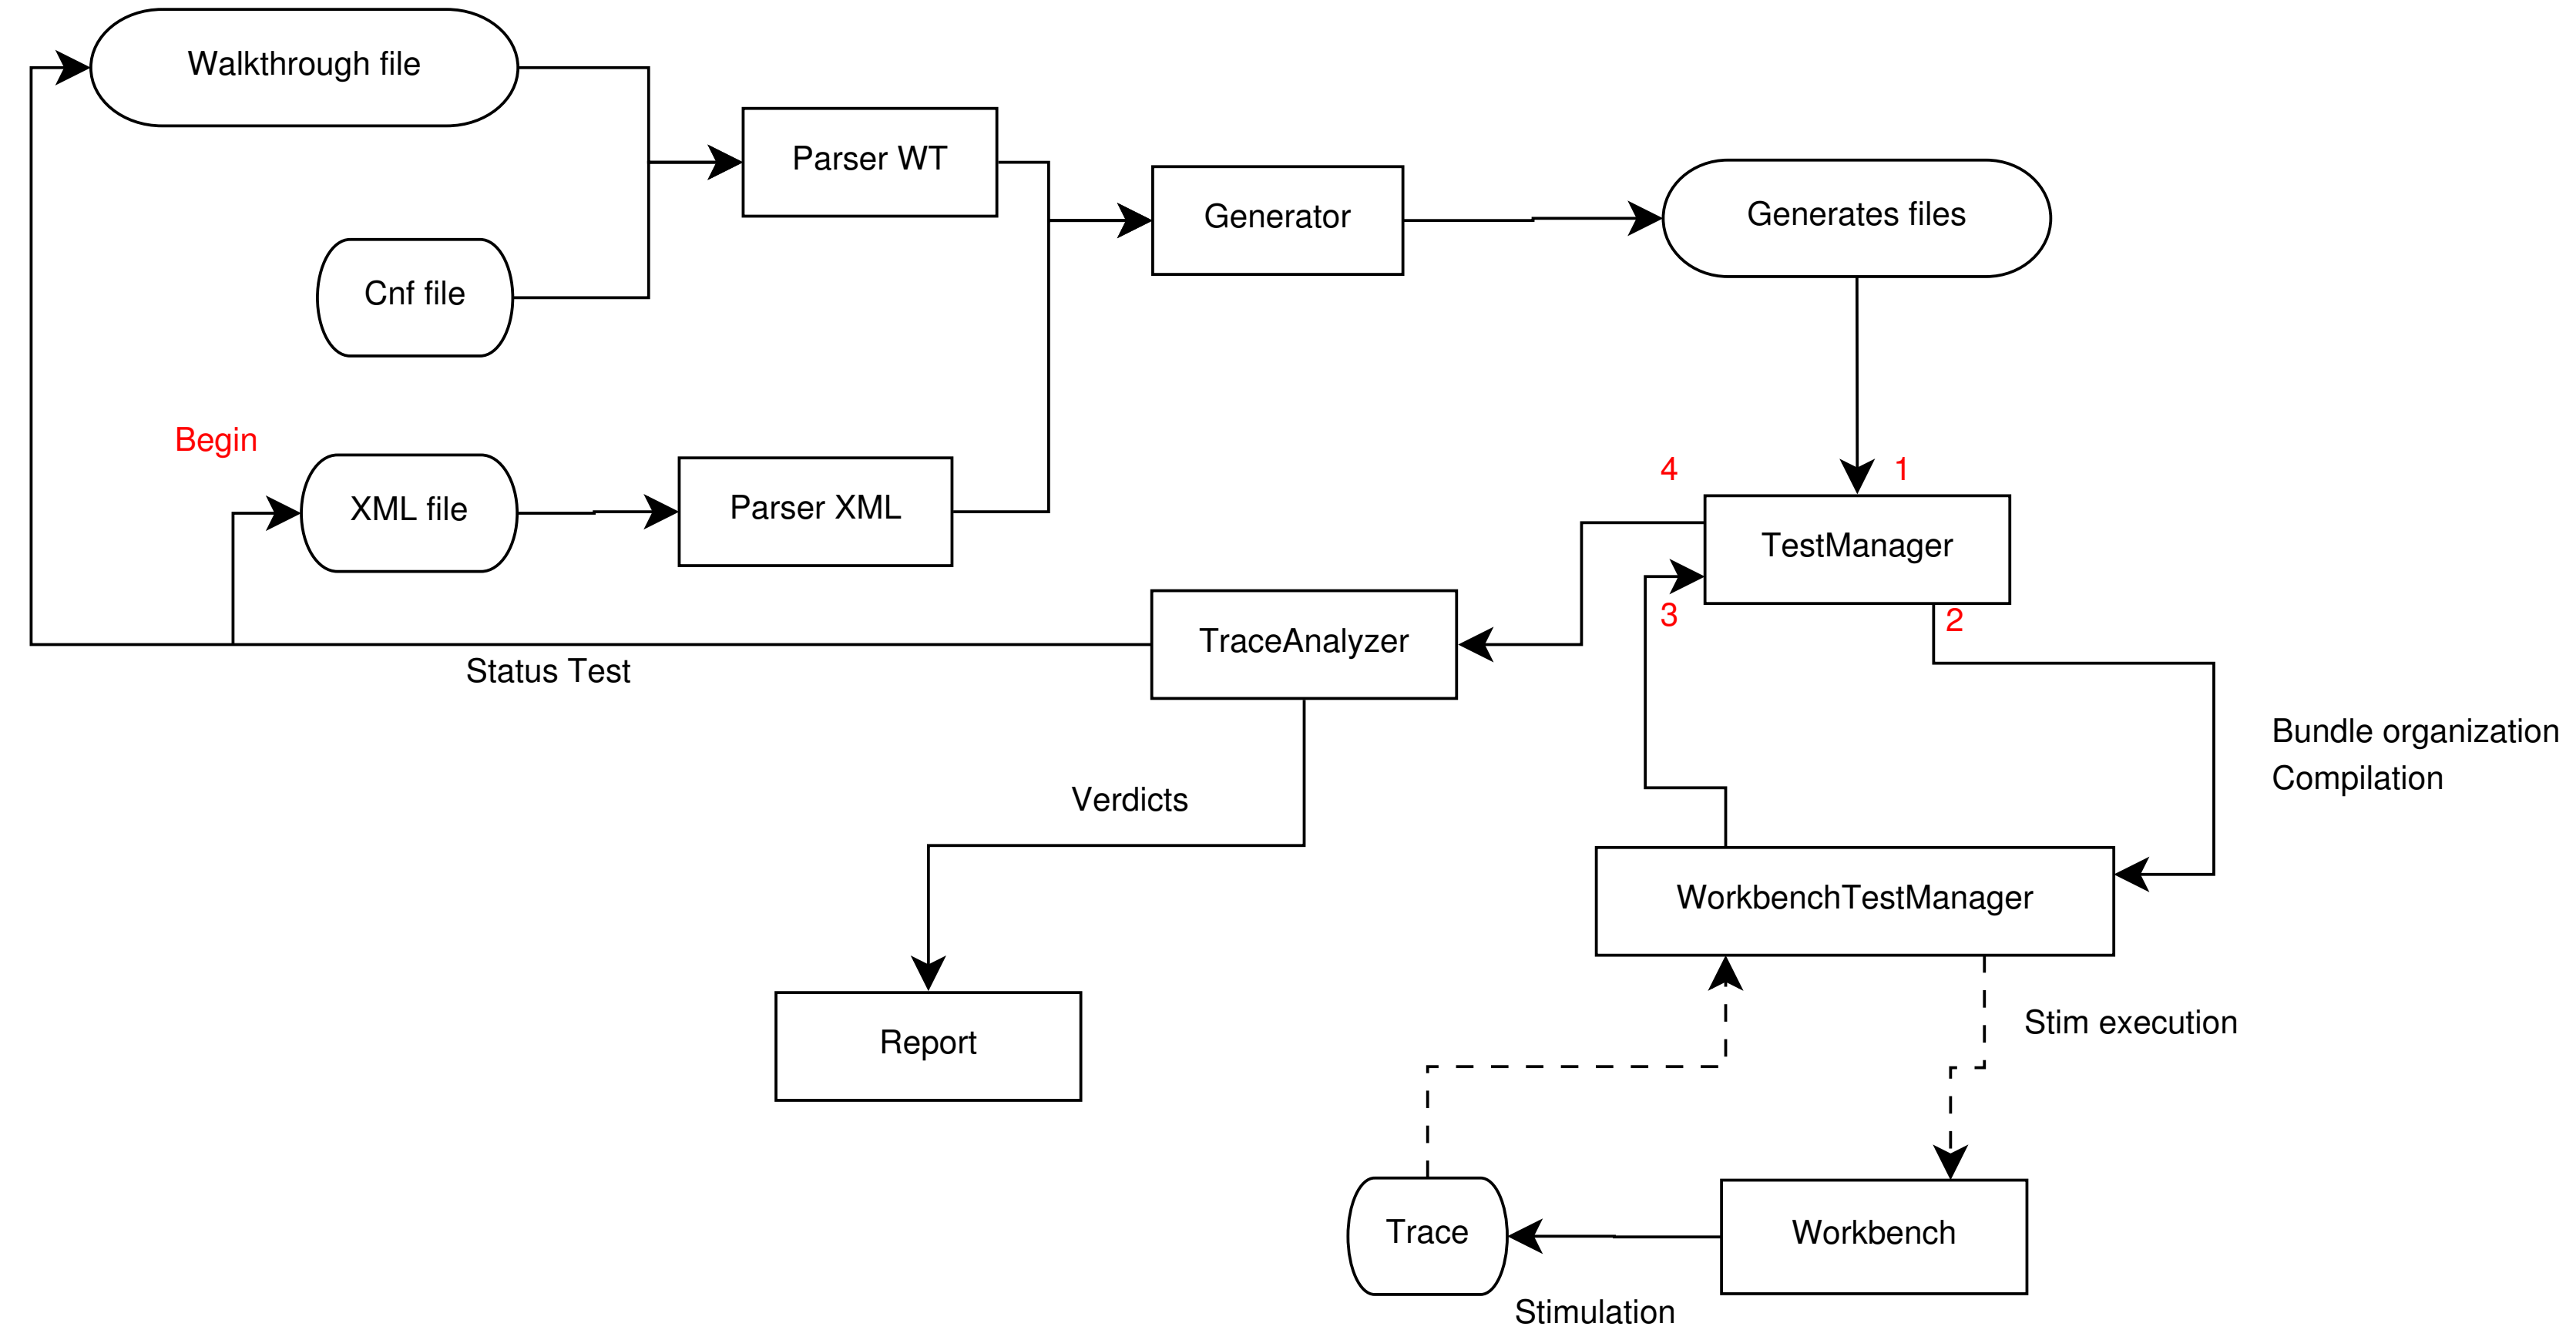 Walkthrough file
Parser WT
Generator
Generates files
Cnf file
Begin
XML file
Parser XML
4
1
TestManager
3
2
TraceAnalyzer
Status Test
Bundle organization
Compilation
Verdicts
WorkbenchTestManager
Report
Stim execution
Trace
Workbench
Stimulation